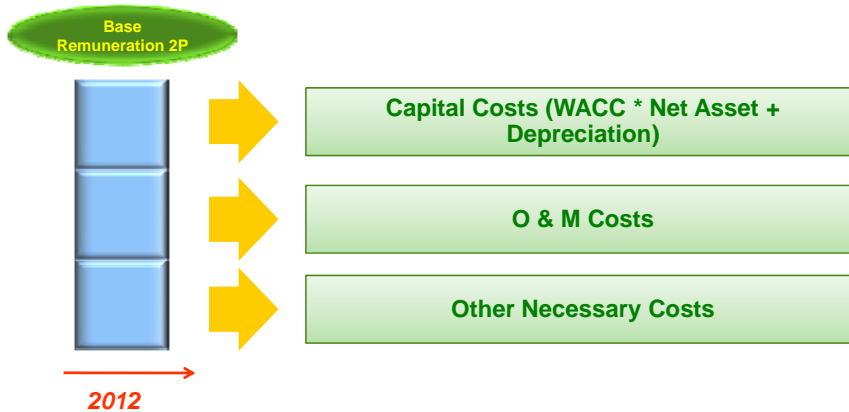 Base
Remuneration 2P
Capital Costs (WACC * Net Asset +
Depreciation)
O & M Costs
Other Necessary Costs
2012